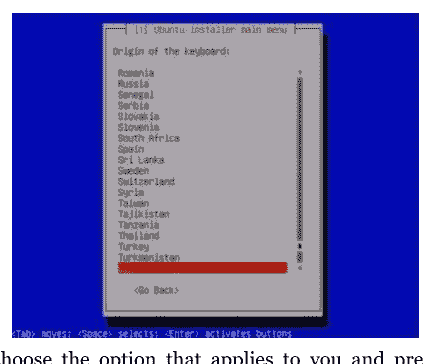 [!] Ubuntu installer main menu
Origin of the keyboard:
Romania
Russia
Senegal
Serbia
Slovakia
Slovenia
South Africa
Spain
Sri Lanka
Sweden
Switzerland
Syria
Taiwan
Tajikistan
Tanzania
Thailand
Turkey
Turkmenistan
<Go Back>
<Tab> moves; <Space> selects; <Enter> activates buttons
hoose the option that applies to you and pre